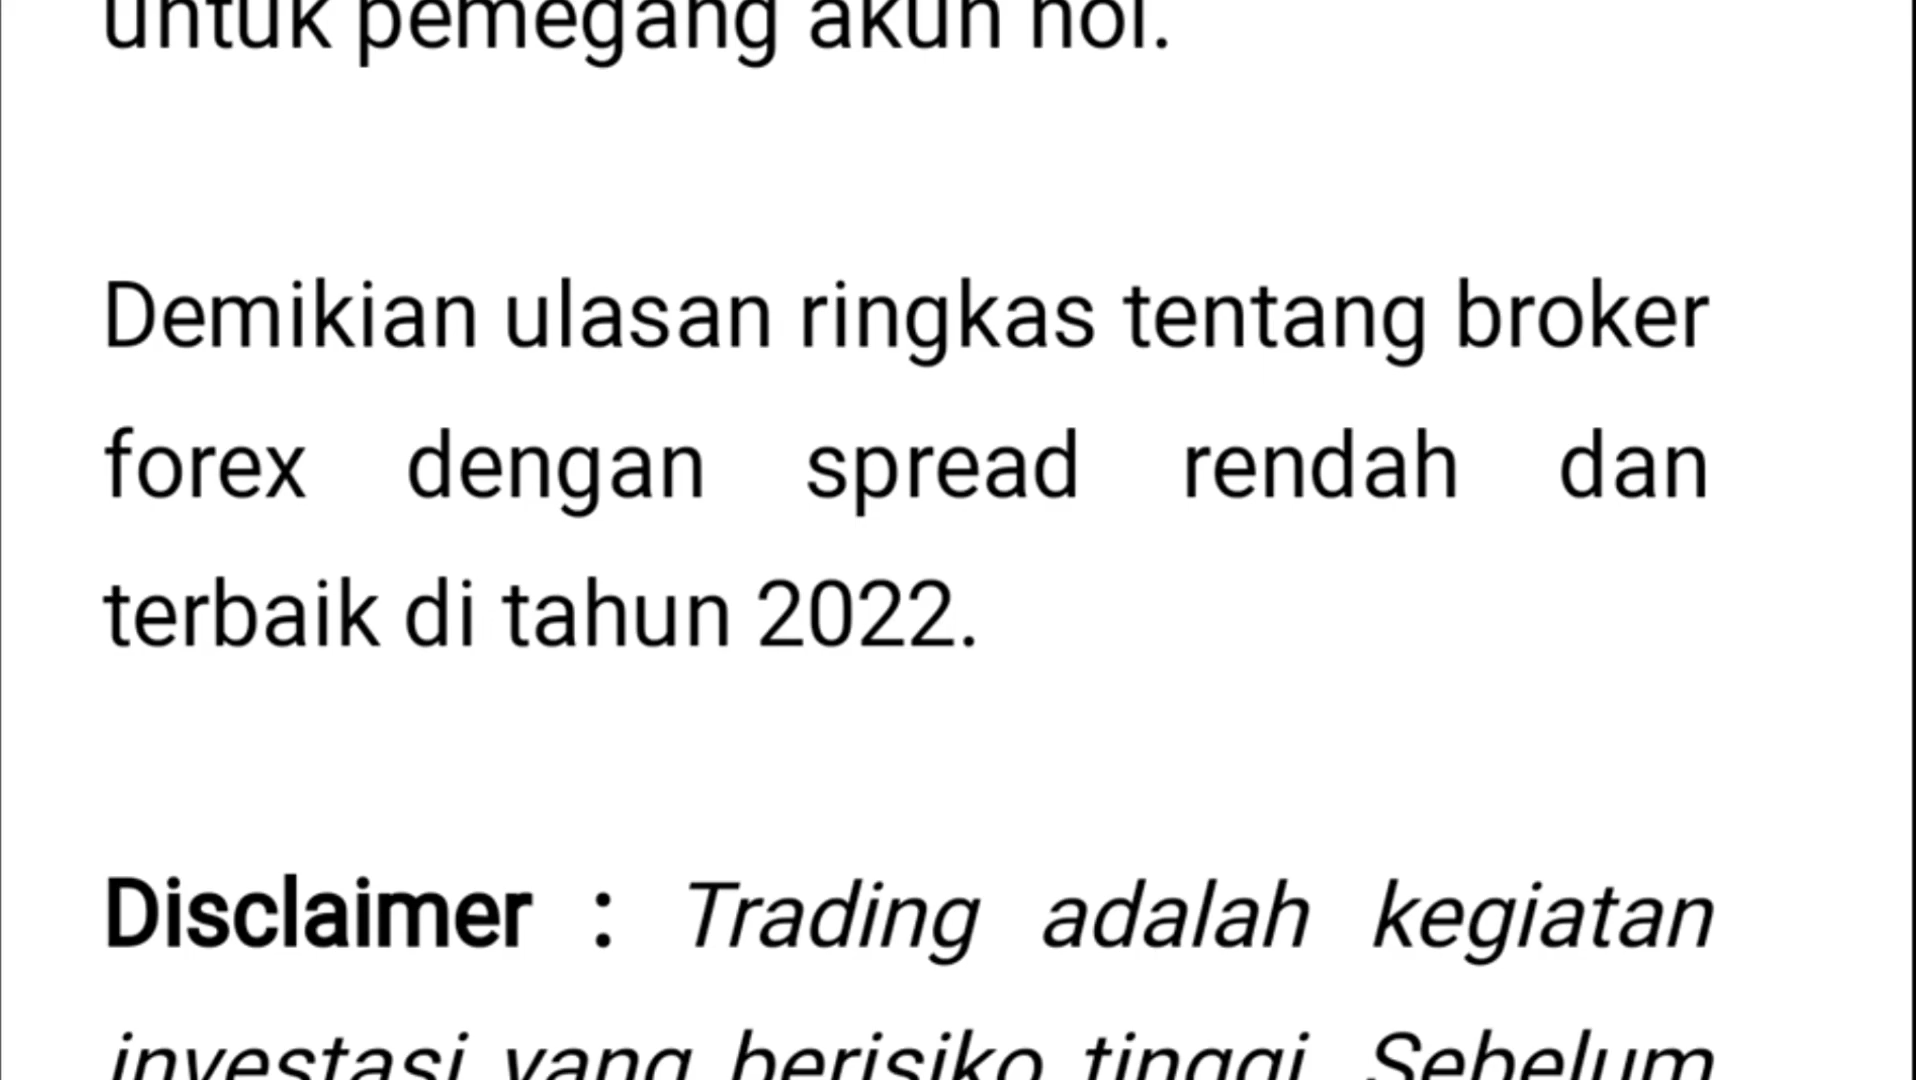 untuk pemegang akun nol.
Demikian ulasan ringkas tentang broker
forex dengan spread rendah dan
terbaik di tahun 2022.
Disclaimer : Trading adalah kegiatan
investasi yang berisiko tinggi. Sebelum